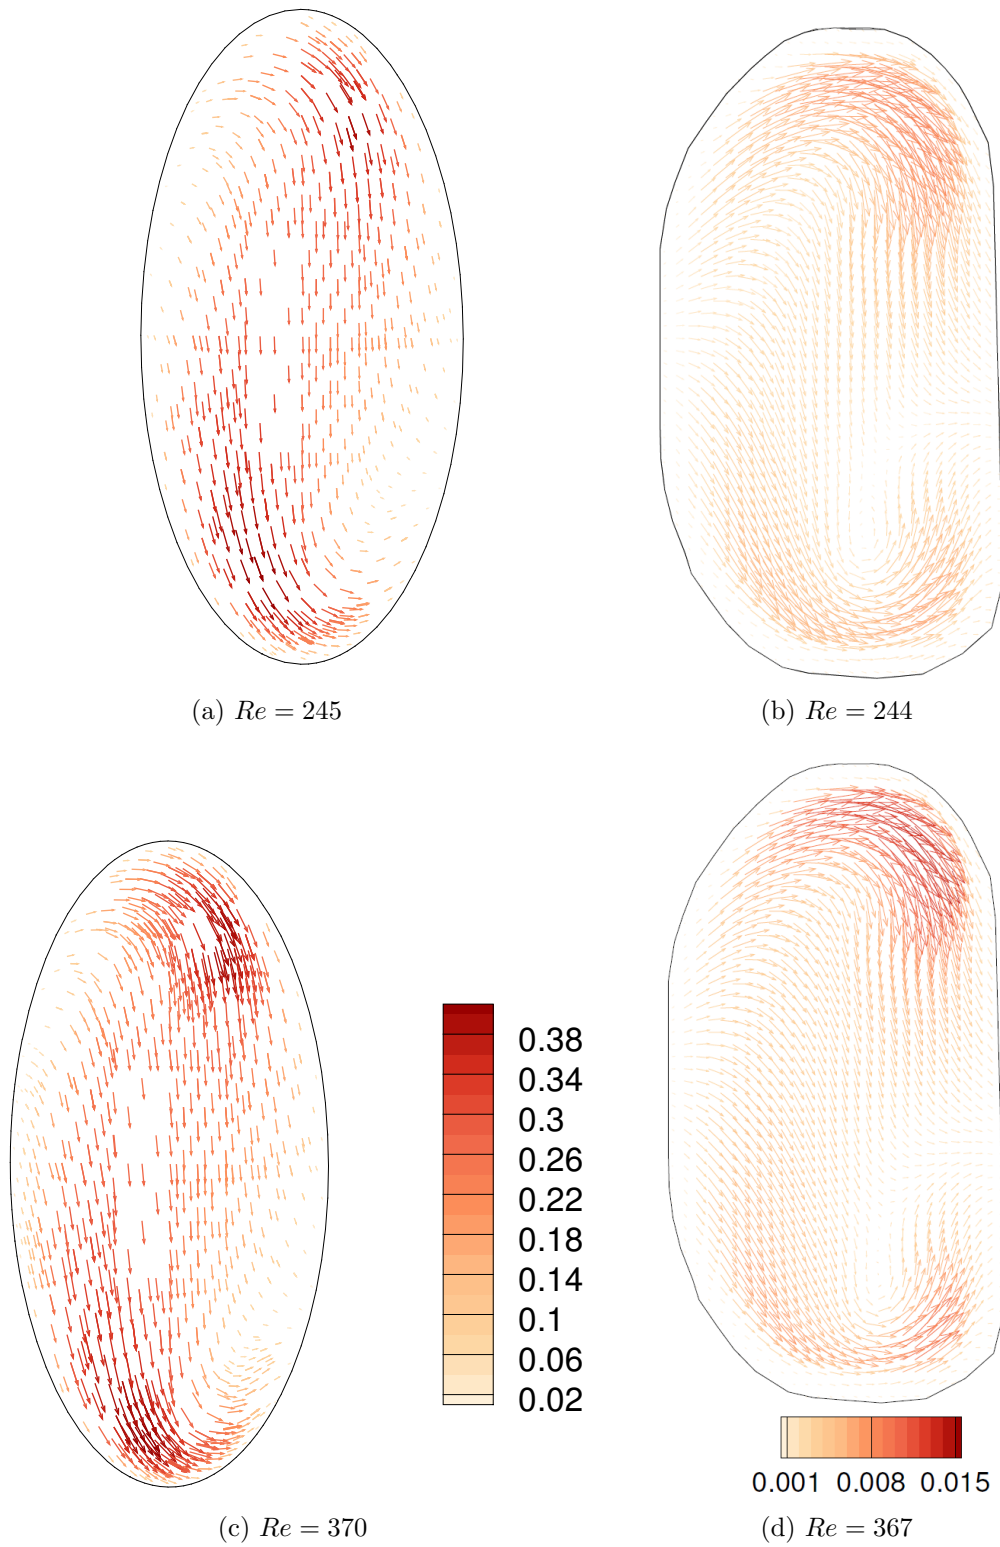 (a) Re = 245
(b) Re = 244
0.38
0.34
0.3
0.26
0.22
0.18
0.14
0.1
0.06
0.02
0.001 0.008 0.015
(c) Re = 370
(d) Re = 367